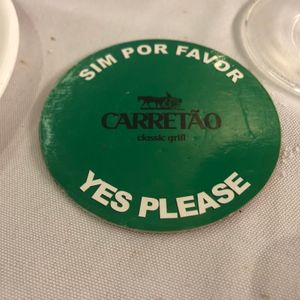 SIM POR FAVOR
CARRETÃO
classic grill
YES PLEASE